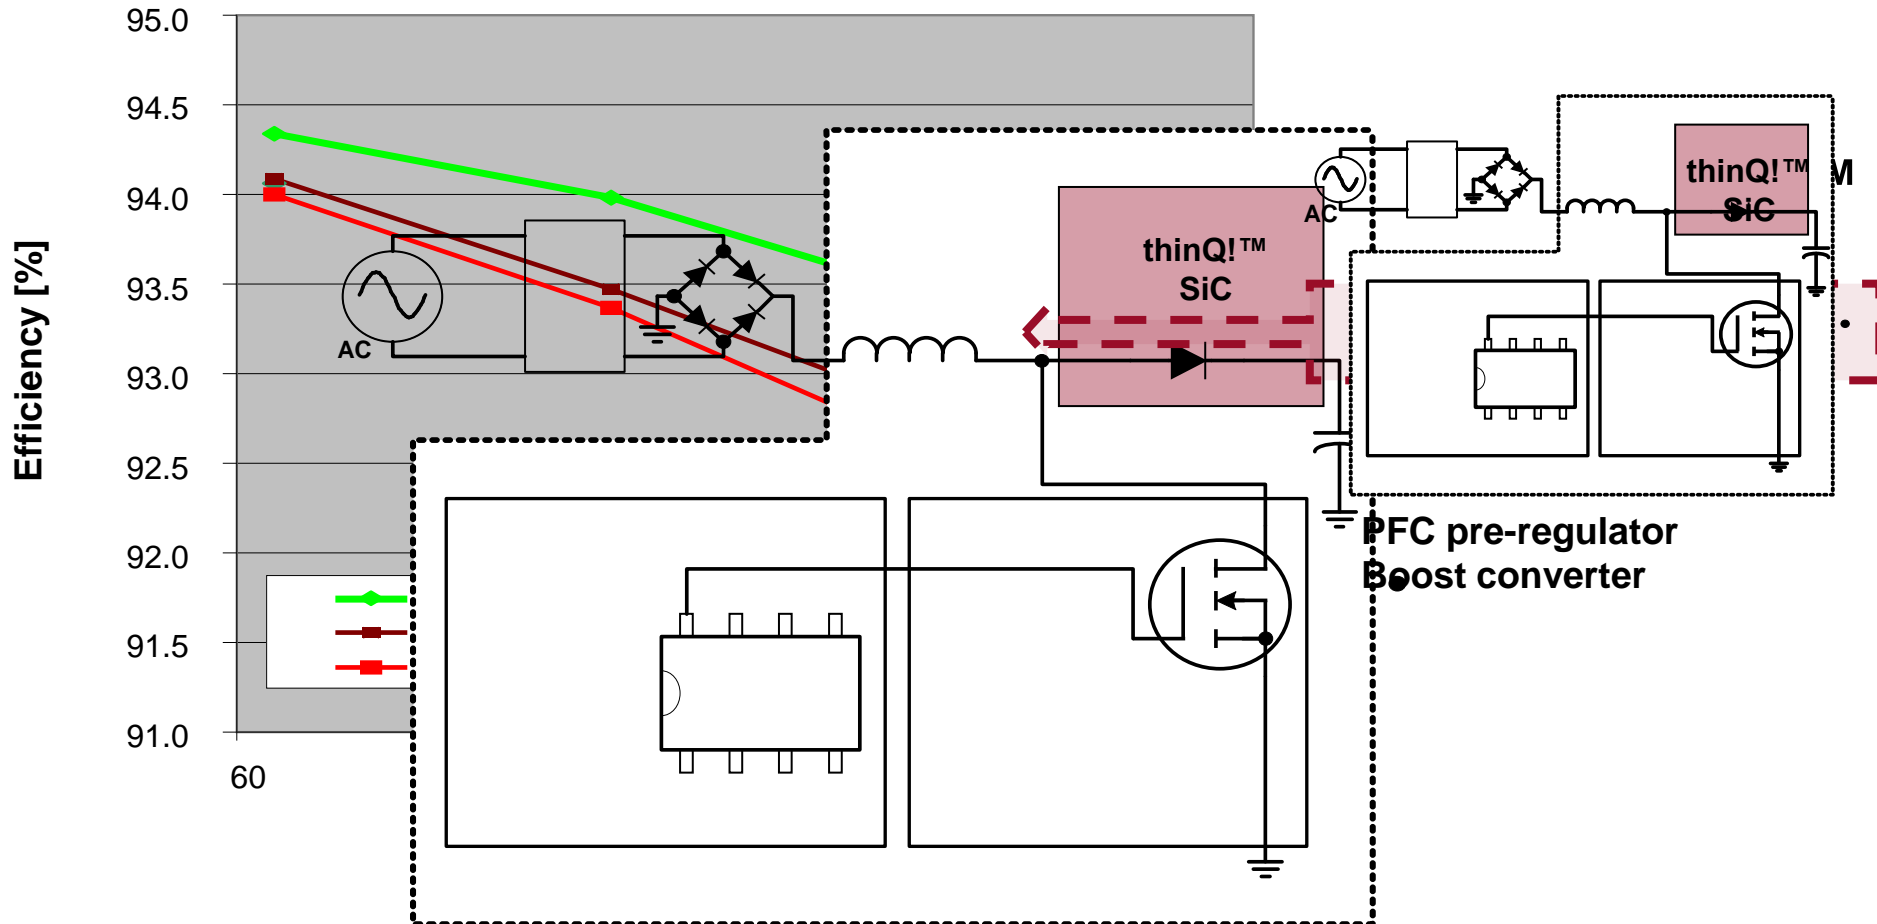 95.0
94.5
94.0
93.5
93.0
92.5
92.0
91.5
91.0
60
Efficiency [%]
AC
thinQ!™
SiC
AC
thinQ!™ M
SiC
PFC pre-regulator
Boost converter